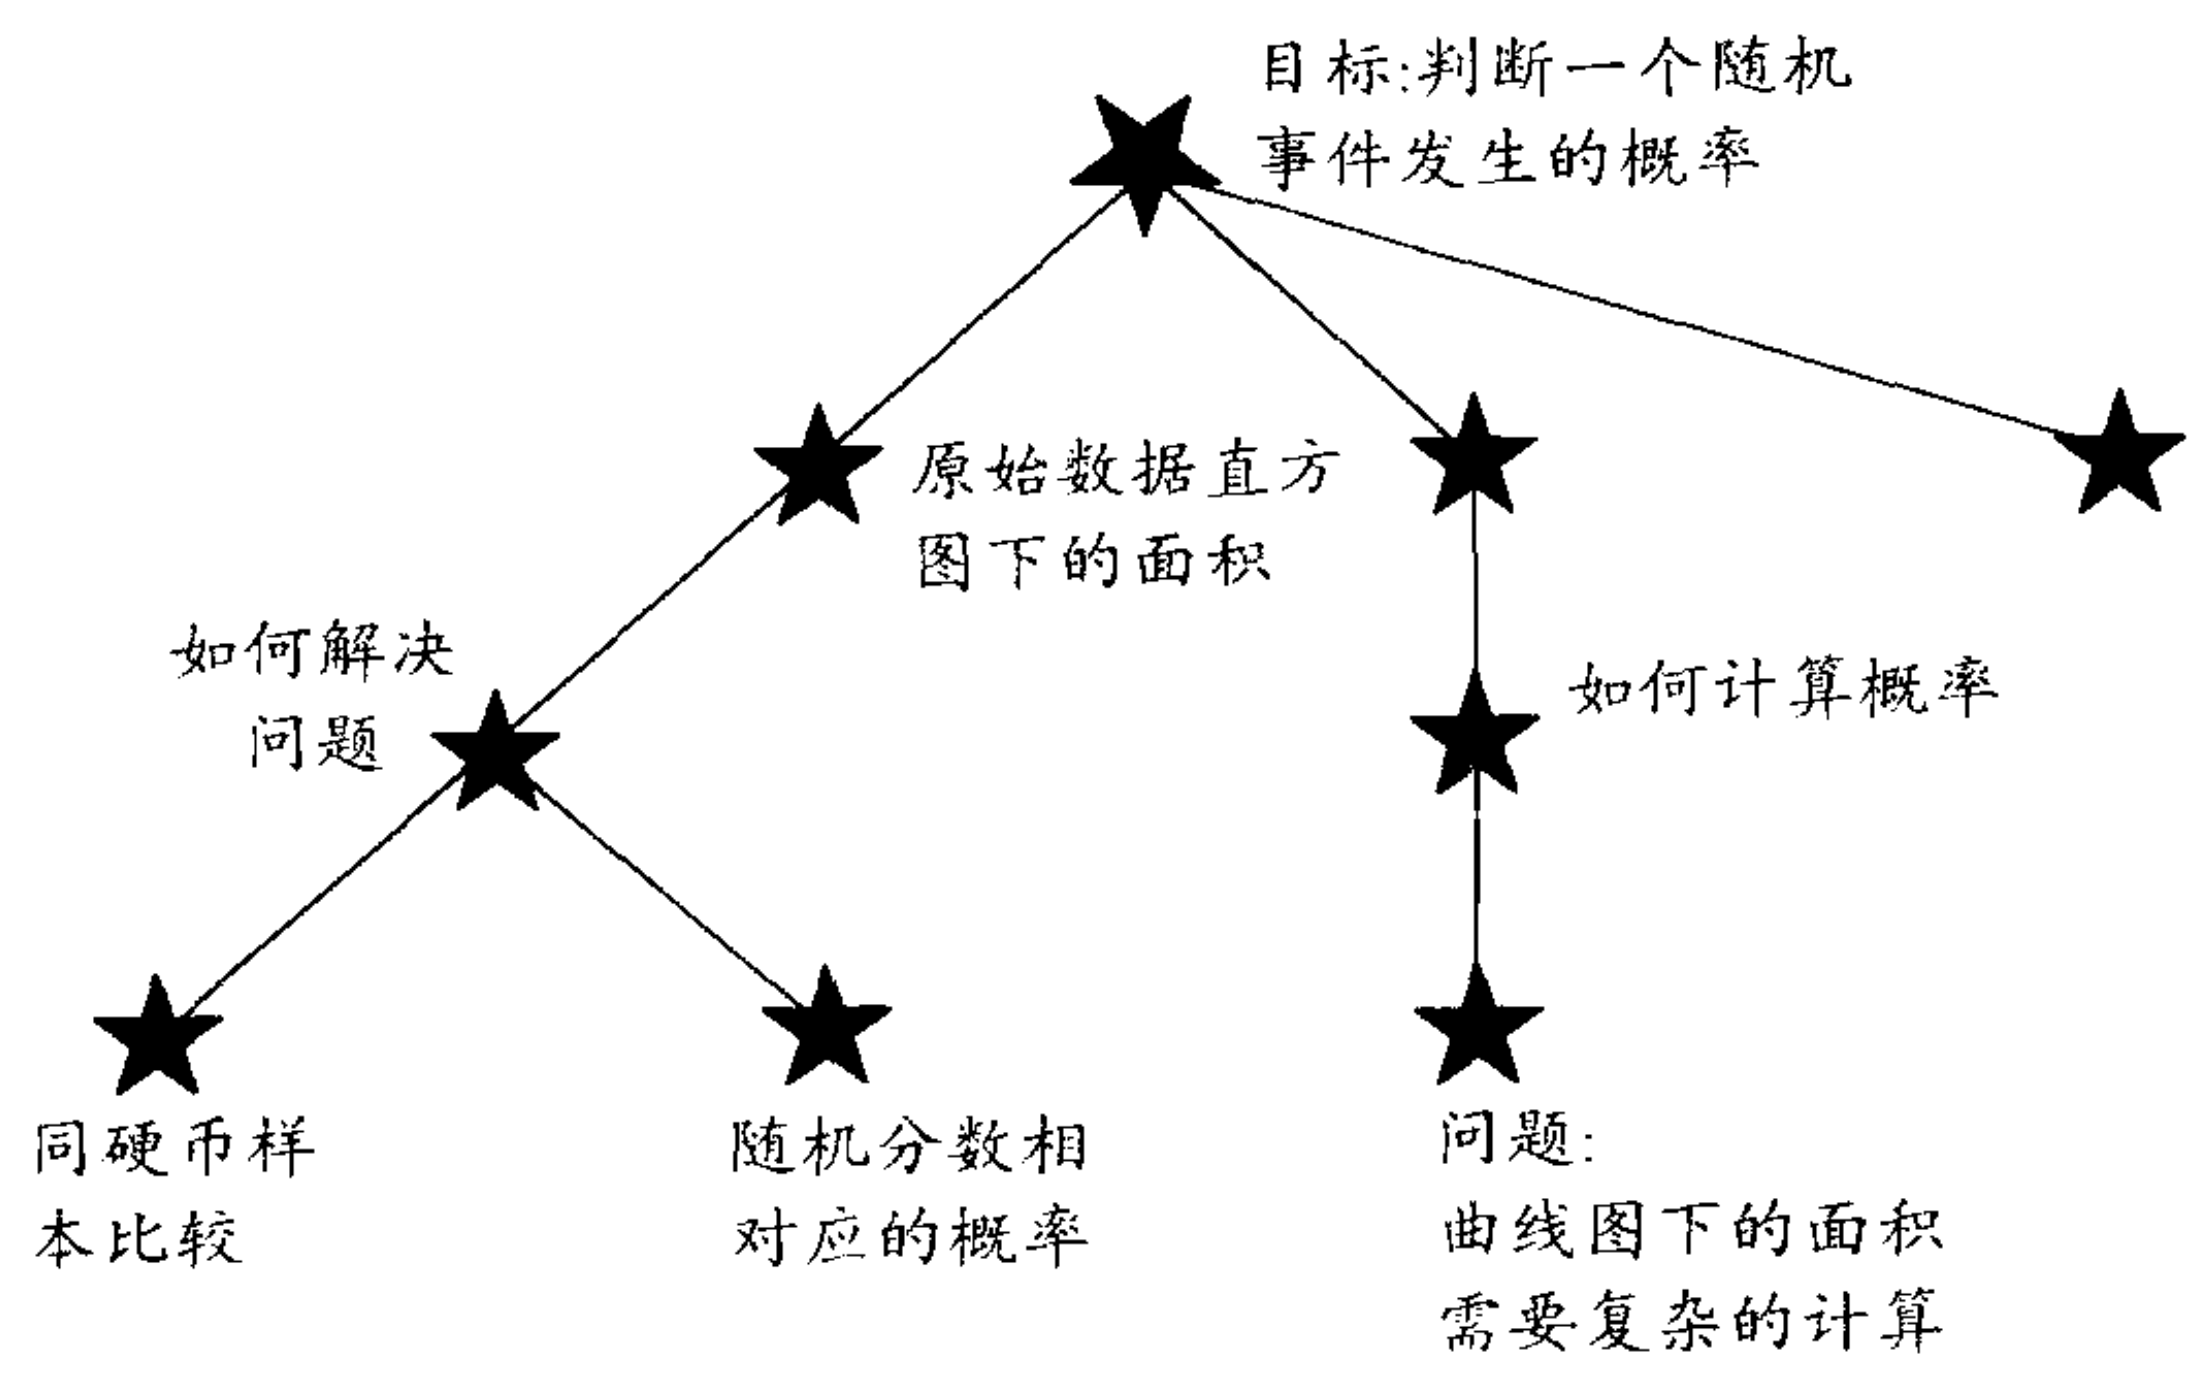 目标:判断一个随机
事件发生的概率
原始数据直方
图下的面积
如何解决
问题
如何计算概率
同硬币样
本比较
随机分数相
对应的概率
问题:
曲线图下的面积
需要复杂的计算